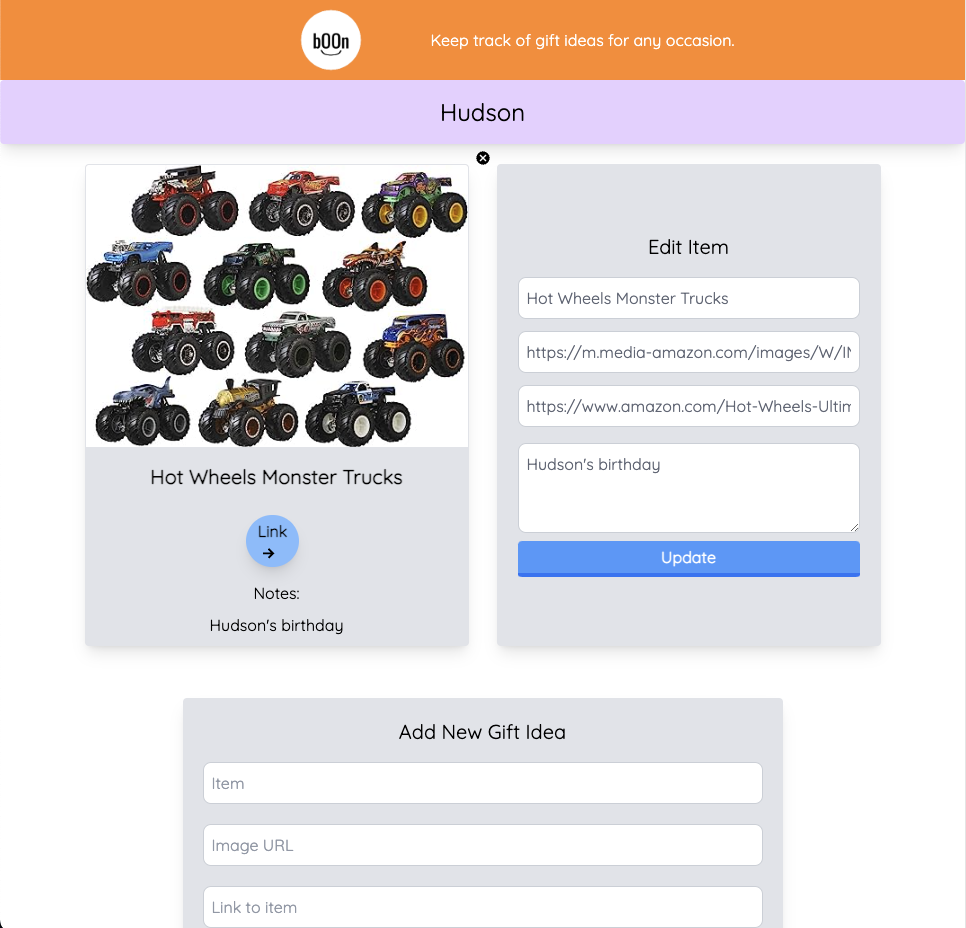 b00n
Keep track of gift ideas for any occasion.
Hudson
Hot Wheels Monster Trucks
Link
→
Notes:
Hudson's birthday
Edit Item
Hot Wheels Monster Trucks
https://m.media-amazon.com/images/W/I
https://www.amazon.com/Hot-Wheels-Ultim
Hudson's birthday
Update
Add New Gift Idea
Item
Image URL
Link to item